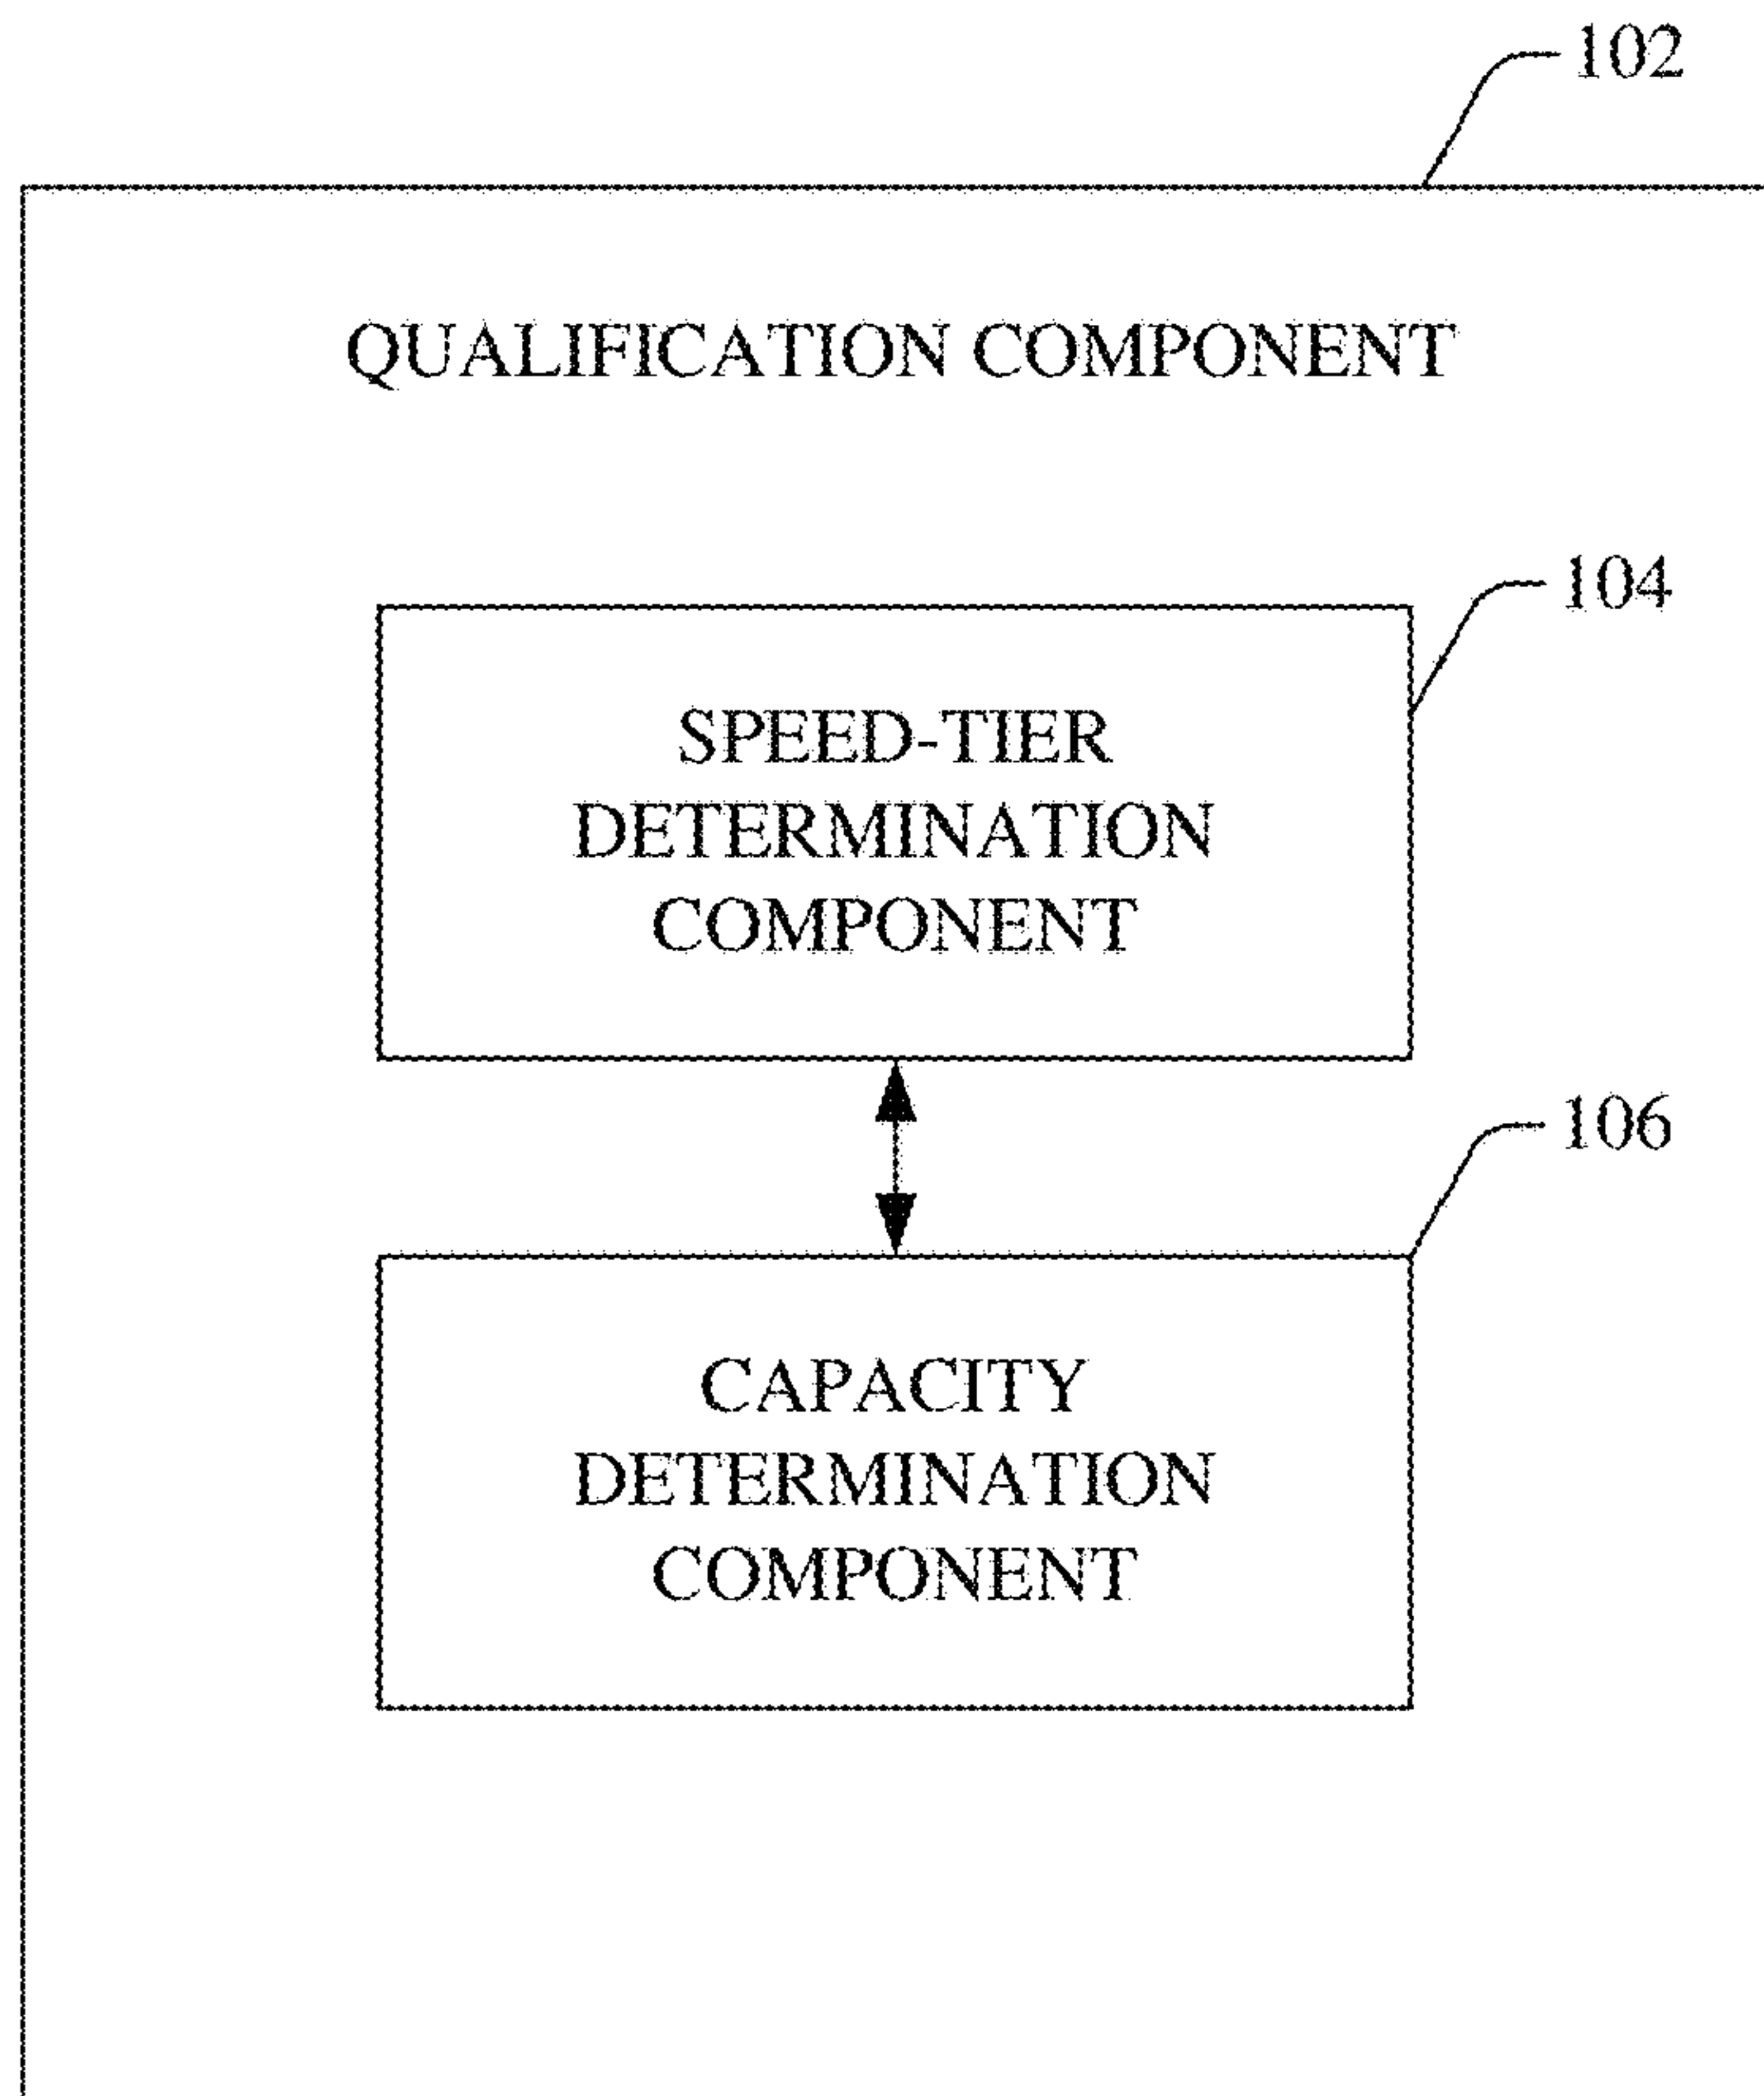 102
QUALIFICATION COMPONENT
104
SPEED-TIER
DETERMINATION
COMPONENT
106
CAPACITY
DETERMINATION
COMPONENT